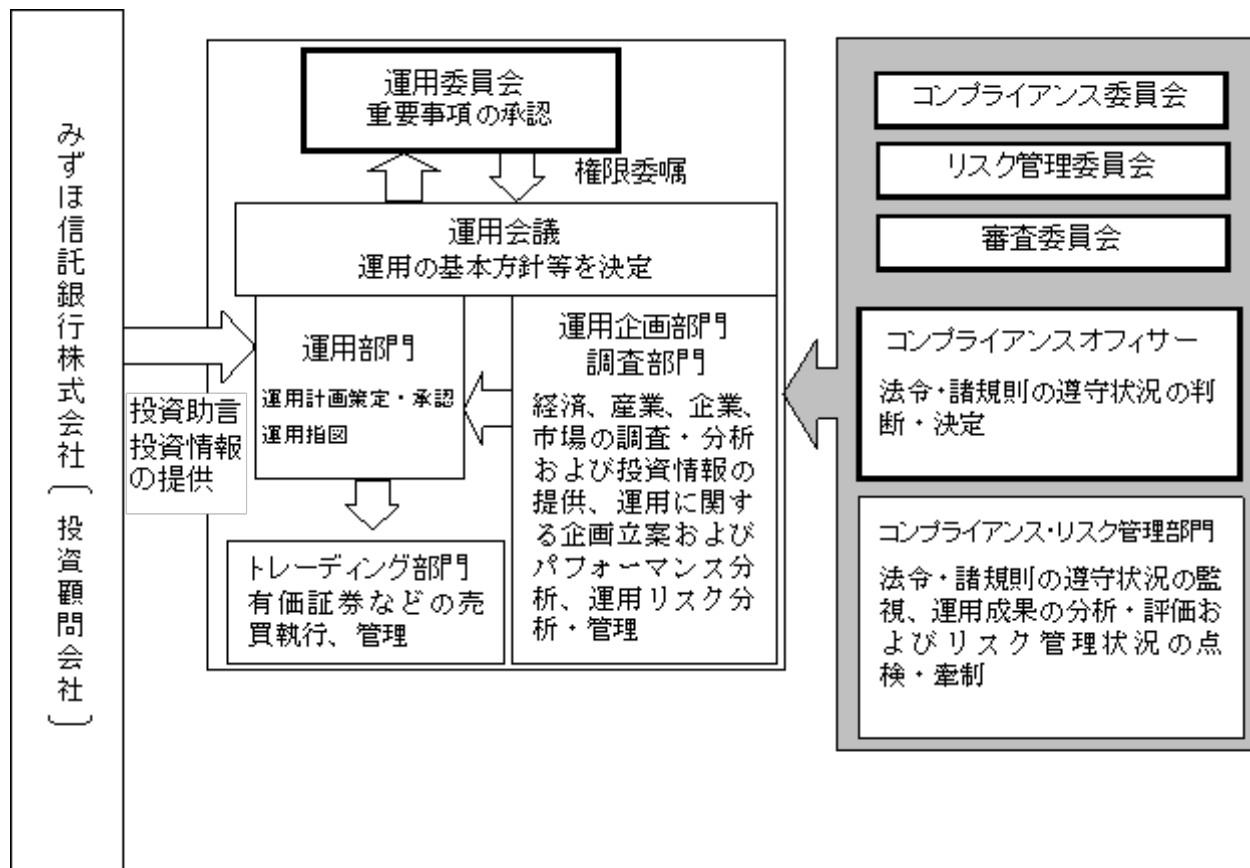 みずほ信託銀行株式会社(投資顧問会社)
運用委員会
重要事項の承認
権限委嘱
運用会議
運用の基本方針等を決定
運用部門
運用計画策定・承認
運用指図
投資助言
投資情報
の提供
運用企画部門
調査部門
経済、産業、企業、
市場の調査・分析
および投資情報の
提供、運用に関す
る企画立案および
パフォーマンス分
析、運用リスク分
析・管理
トレーディング部門
有価証券などの売
買執行、管理
コンプライアンス委員会
リスク管理委員会
審査委員会
コンプライアンスオフィサー
法令・諸規則の遵守状況の判
断・決定
コンプライアンス・リスク管理部門
法令・諸規則の遵守状況の監
視、運用成果の分析・評価お
よびリスク管理状況の点
検・牽制